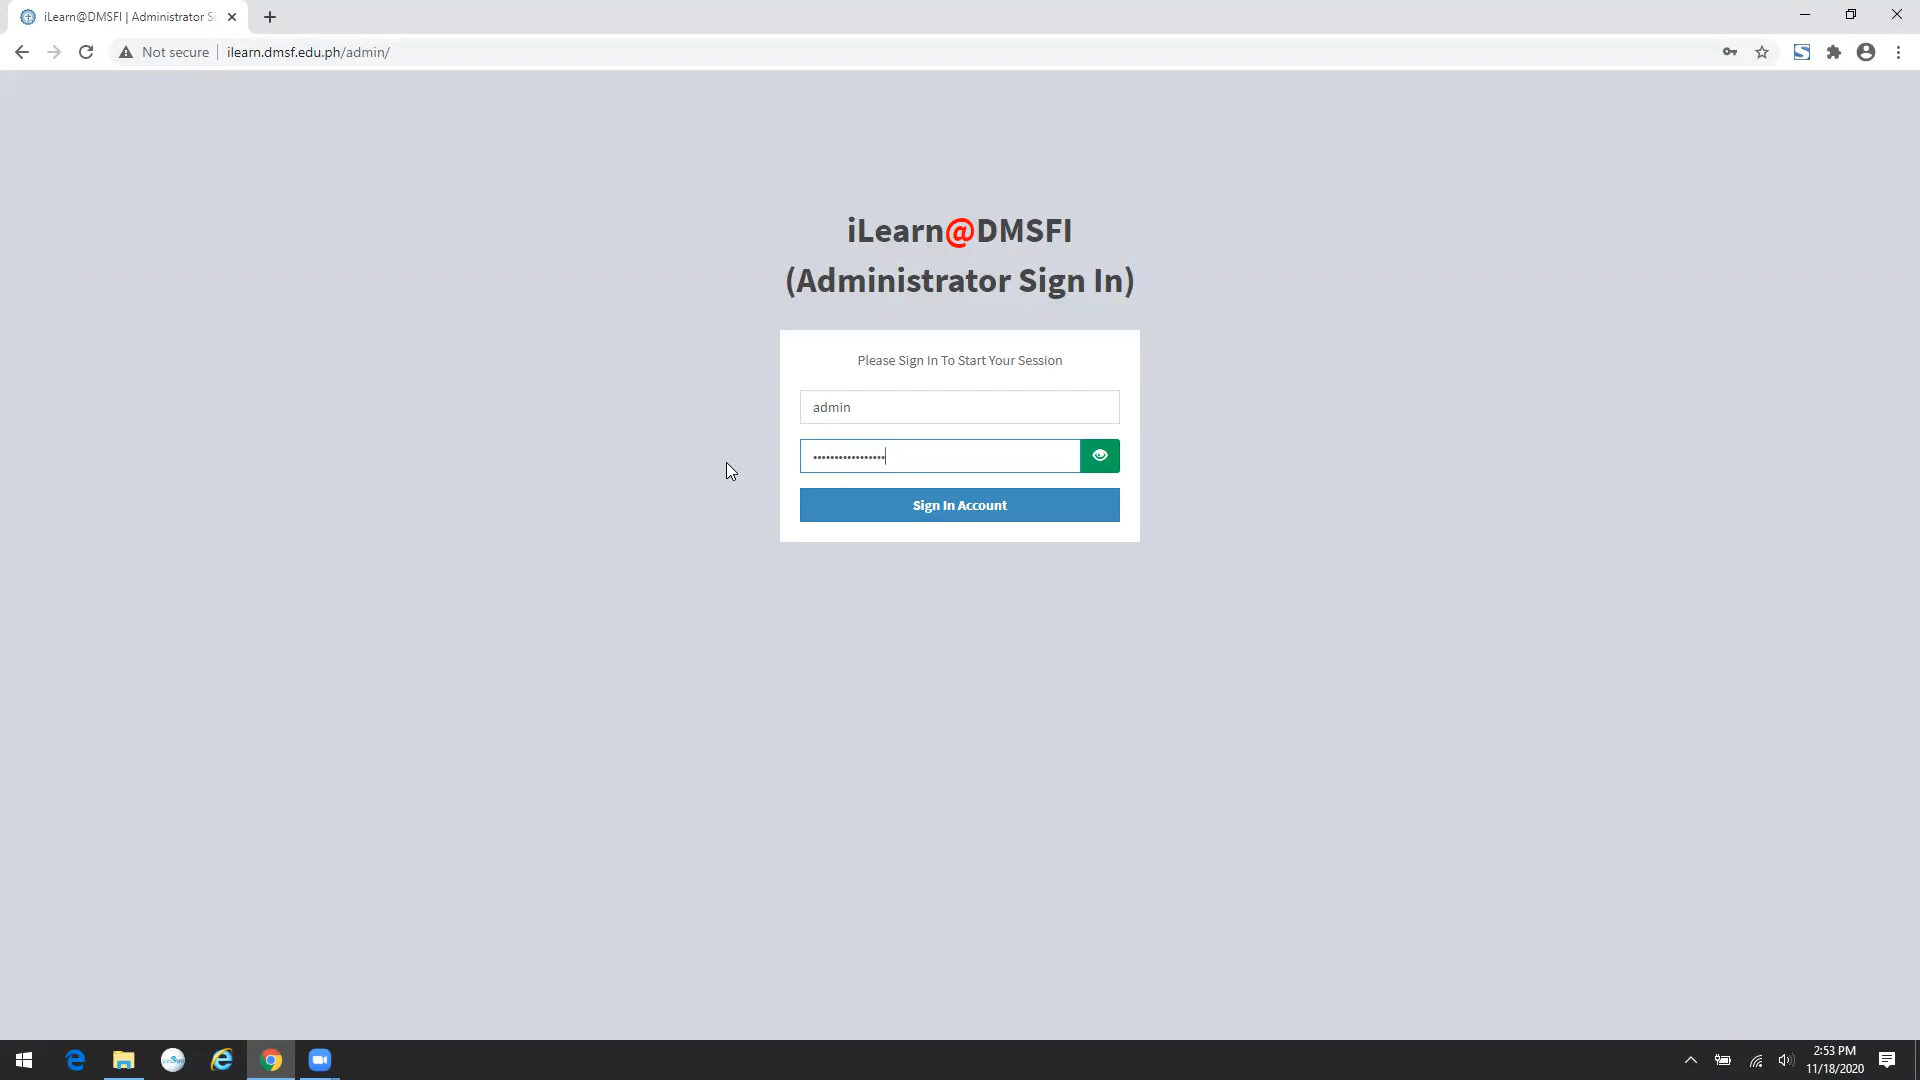 iLearn@DMSFI | Administrator Si
Not secure
ilearn.dmsf.edu.ph/admin/
iLearn@DMSFI
(Administrator Sign In)
Please Sign In To Start Your Session
admin
•••••••••••••••••
Sign In Account
2:53 PM
11/18/2020